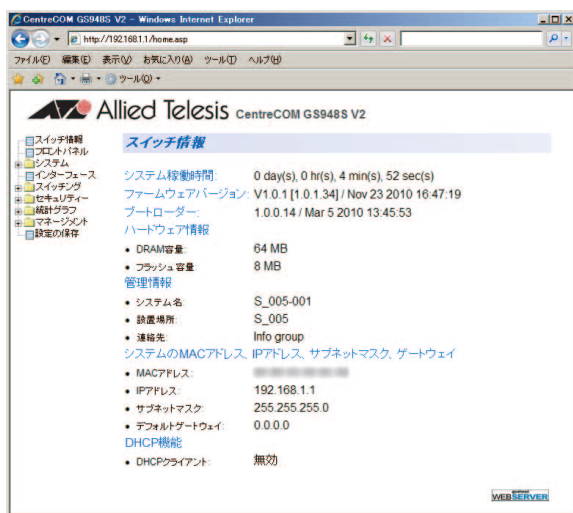 CentreCOM GS948S V2 - Windows Internet Explorer
http://192.168.1.1/home.asp
ファイル(F) 編集(E) 表示(V) お気に入り(A) ツール(T) ヘルプ(H)
ツール(O)
Allied Telesis CentreCOM GS948S V2
スイッチ情報
フロントパネル
システム
インターフェース
スイッチング
セキュリティー
統計グラフ
マネージメント
設定の保存
スイッチ情報
システム稼働時間: 0 day(s), 0 hr(s), 4 min(s), 52 sec(s)
ファームウェアバージョン: V1.0.1 [1.0.1.34] / Nov 23 2010 16:47:19
ブートローダー: 1.0.0.14 / Mar 5 2010 13:45:53
ハードウェア情報
• DRAM容量: 64 MB
• フラッシュ容量: 8 MB
管理情報
• システム名: S_005-001
• 設置場所: S_005
• 連絡先: Info group
システムのMACアドレス、IPアドレス、サブネットマスク、ゲートウェイ
• MACアドレス:
• IPアドレス: 192.168.1.1
• サブネットマスク: 255.255.255.0
• デフォルトゲートウェイ: 0.0.0.0
DHCP機能
• DHCPクライアント: 無効
WEBSERVER